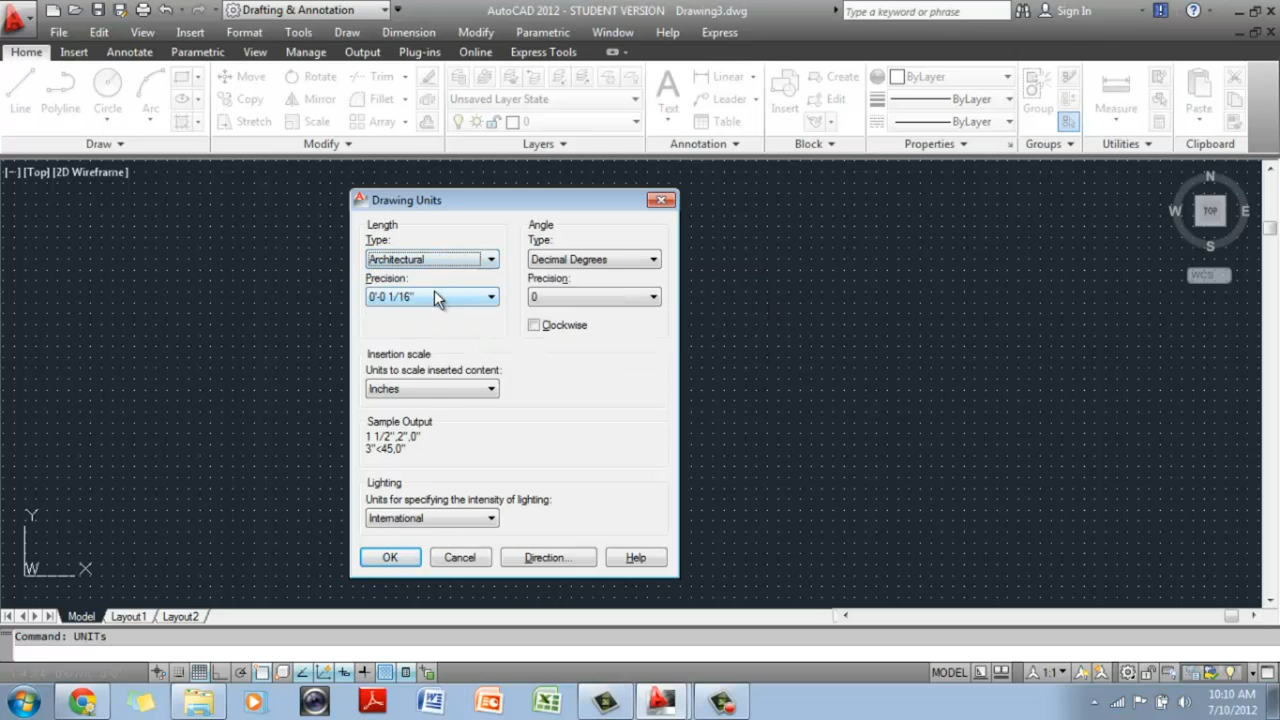 Drafting & Annotation
AutoCAD 2012 - STUDENT VERSION Drawing3.dwg
Type a keyword or phrase
Sign In
File Edit View Insert Format Tools Draw Dimension Modify Parametric Window Help Express
Home Insert Annotate Parametric View Insert Manage Output Plug-ins Online Express Tools
Move Rotate Trim
Linear
Create
ByLayer
Copy Mirror Fillet
Unsaved Layer State
Leader
Edit
ByLayer
Line Polyline Circle Arc
Text
Insert
Group
Measure
Paste
Stretch Scale Array
0
Table
ByLayer
Draw Modify Layers Annotation Block Properties Groups Utilities Clipboard
[-] [Top] [2D Wireframe]
N
W TOP E
S
WCS
Drawing Units
Length
Type:
Architectural
Precision:
0'-0 1/16"
Angle
Type:
Decimal Degrees
Precision:
0
Clockwise
Insertion scale
Units to scale inserted content:
Inches
Sample Output
1 1/2",2",0"
3"<45,0"
Lighting
Units for specifying the intensity of lighting:
International
OK Cancel Direction... Help
Y
W X
Model Layout1 Layout2
Command: UNITs
MODEL
1:1
10:10 AM
7/10/2012